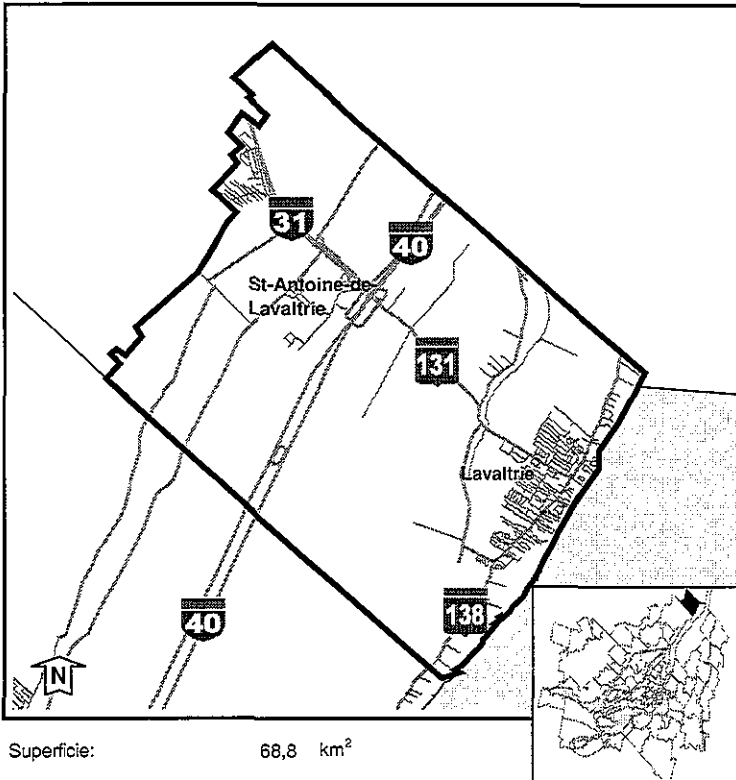 31
40
St-Antoine-de-
Lavaltrie
131
Lavaltrie
138
40
N
Superficie: 68,8 km²